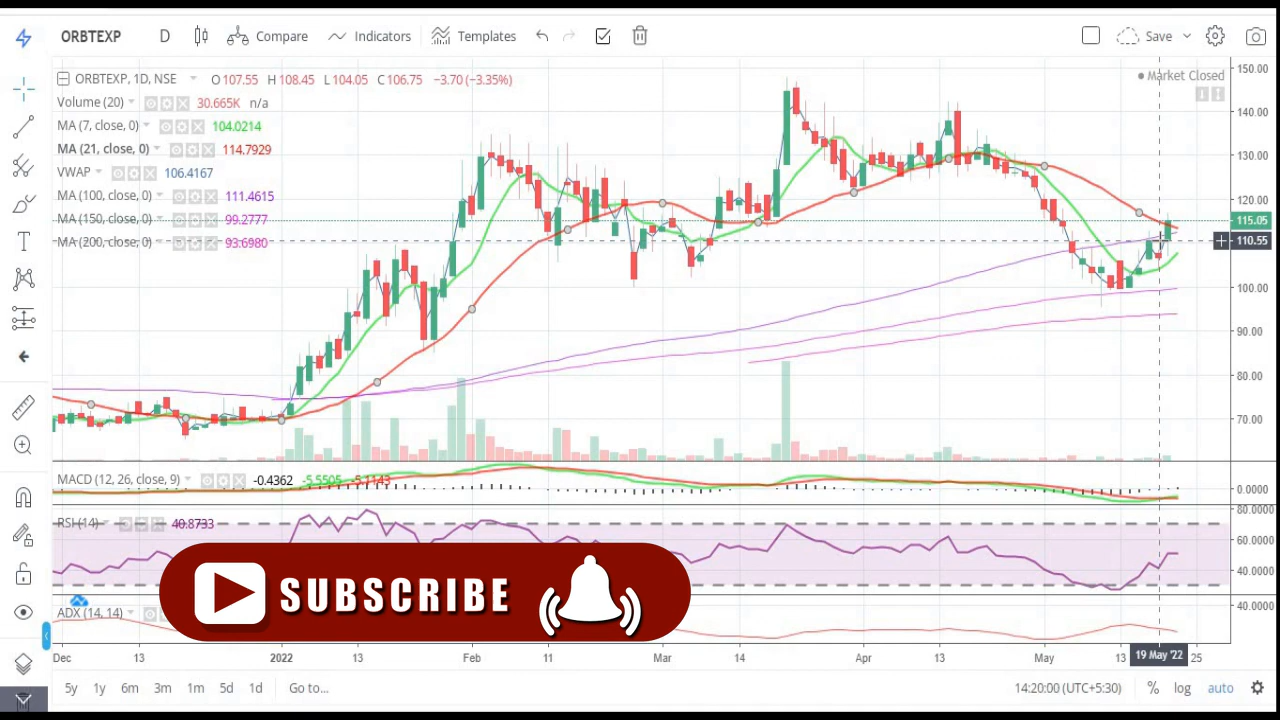 ORBTEXP D Compare Indicators Templates Save
ORBTEXP, 1D, NSE O107.55 H108.45 L104.05 C106.75 −3.70 (−3.35%)
Market Closed
Volume (20) 30.665K n/a
MA (7, close, 0) 104.0214
MA (21, close, 0) 114.7929
VWAP 106.4167
MA (100, close, 0) 111.4615
MA (150, close, 0) 99.2777
MA (200, close, 0) 93.6980
150.00
140.00
130.00
120.00
115.05
110.55
100.00
90.00
80.00
70.00
MACD (12, 26, close, 9) -0.4362 -5.5505 -5.1143
0.0000
RSI (14) 40.8733
80.0000
60.0000
40.0000
SUBSCRIBE
ADX (14, 14)
40.0000
Dec 13 2022 13 Feb 11 Mar 14 Apr 13 May 13 19 May '22 25
5y 1y 6m 3m 1m 5d 1d Go to... 14:20:00 (UTC+5:30) % log auto